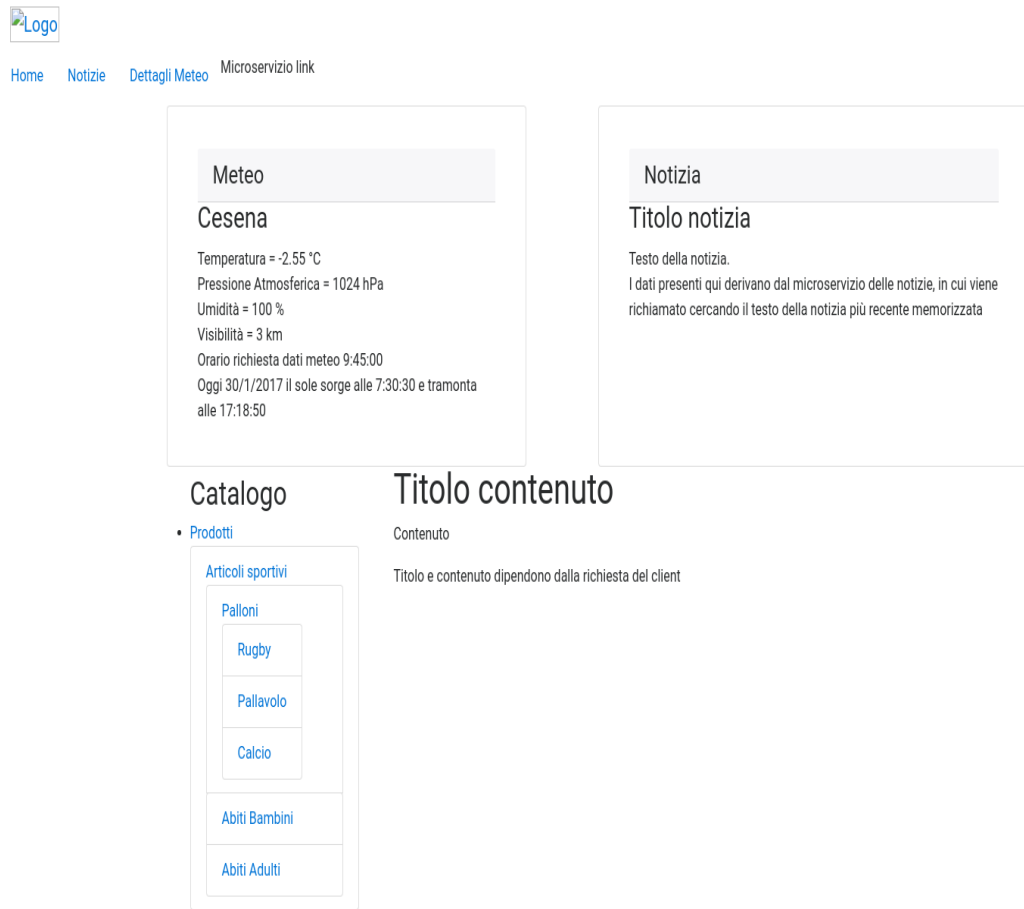 Logo
Home Notizie Dettagli Meteo Microservizio link
Meteo
Cesena
Temperatura = -2.55 °C
Pressione Atmosferica = 1024 hPa
Umidità = 100 %
Visibilità = 3 km
Orario richiesta dati meteo 9:45:00
Oggi 30/1/2017 il sole sorge alle 7:30:30 e tramonta
alle 17:18:50
Notizia
Titolo notizia
Testo della notizia.
I dati presenti qui derivano dal microservizio delle notizie, in cui viene
richiamato cercando il testo della notizia più recente memorizzata
Catalogo
Prodotti
Articoli sportivi
Palloni
Rugby
Pallavolo
Calcio
Abiti Bambini
Abiti Adulti
Titolo contenuto
Contenuto
Titolo e contenuto dipendono dalla richiesta del client